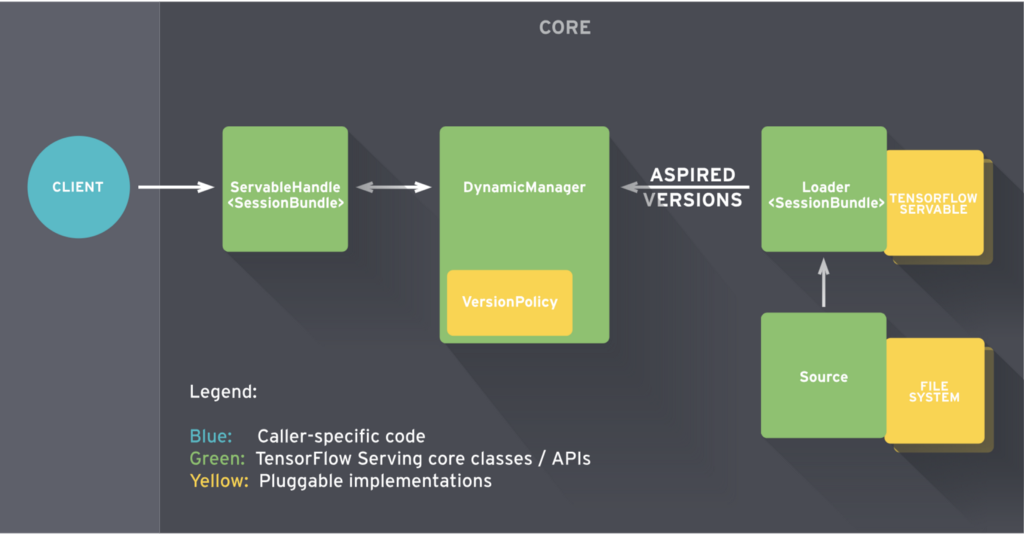 CORE
CLIENT
ServableHandle
<SessionBundle>
DynamicManager
VersionPolicy
ASPIRED
VERSIONS
Loader
<SessionBundle>
TENSORFLOW
SERVABLE
Source
FILE
SYSTEM
Legend:
Blue: Caller-specific code
Green: TensorFlow Serving core classes / APIs
Yellow: Pluggable implementations